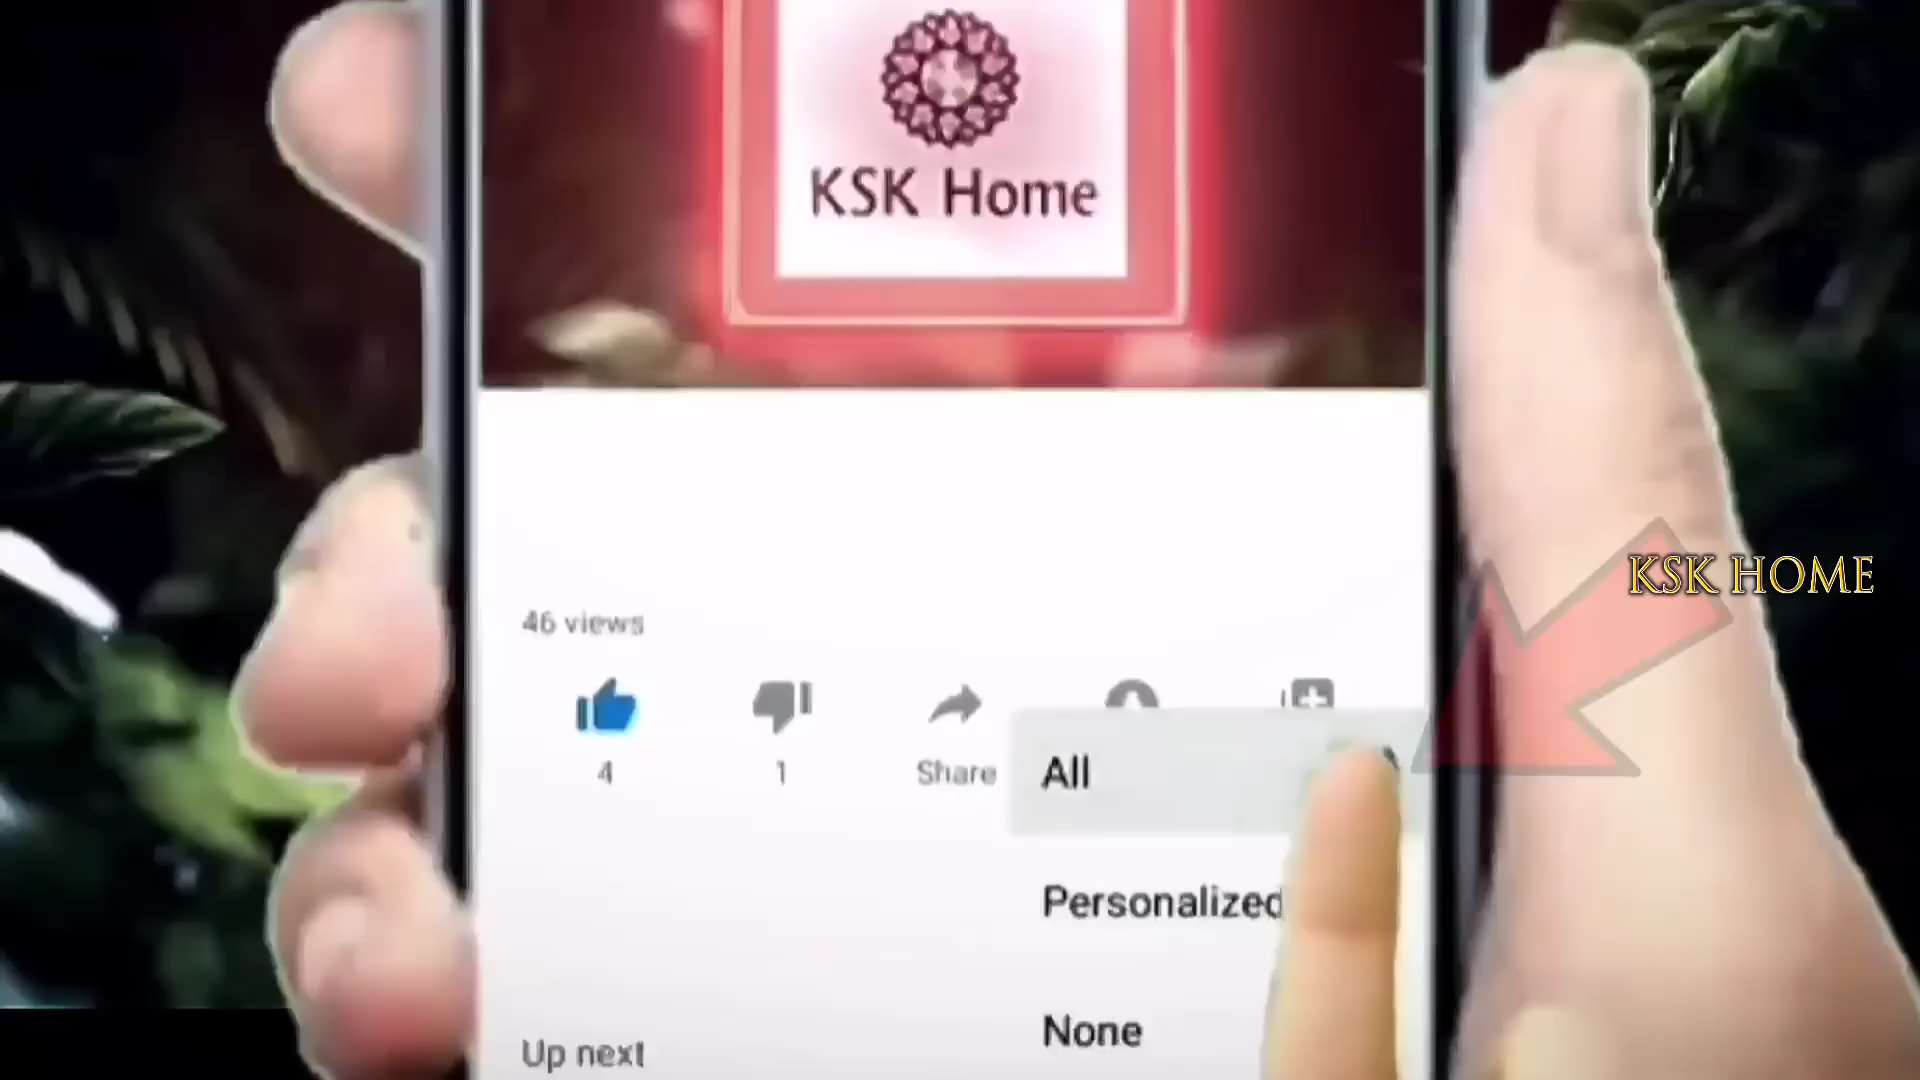 KSK Home
KSK HOME
46 views
4
1
Share
All
Personalized
None
Up next